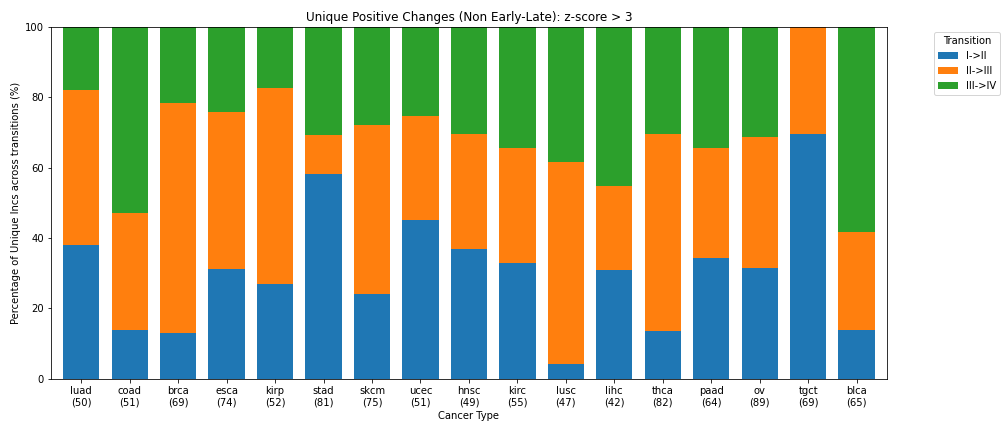 Unique Positive Changes (Non Early-Late): z-score > 3
Percentage of Unique lncs across transitions (%)
100
80
60
40
20
0
luad coad brca esca kirp stad skcm ucec hnsc kirc lusc lihc thca paad ov tgct blca
(50) (51) (69) (74) (52) (81) (75) (51) (49) (55) (47) (42) (82) (64) (89) (69) (65)
Cancer Type
Transition
I->II
II->III
III->IV